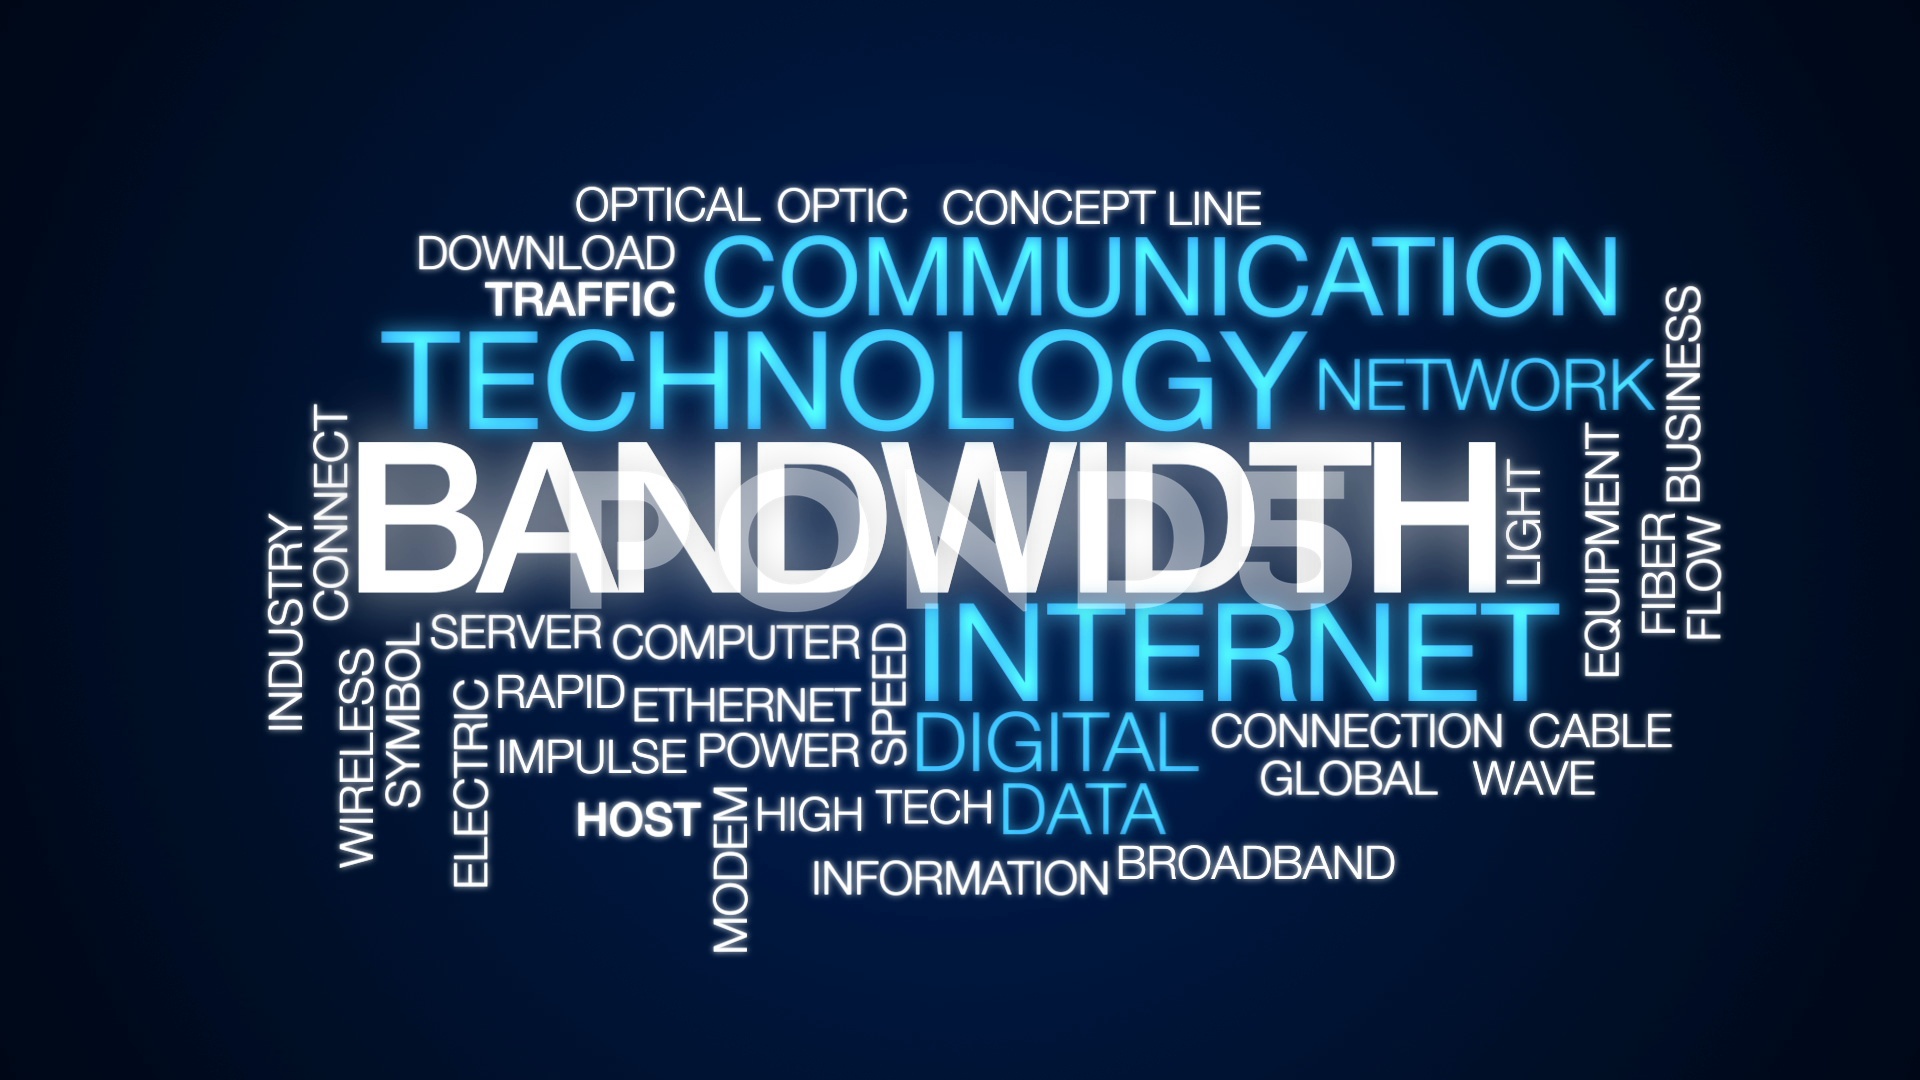 OPTICAL OPTIC CONCEPT LINE
DOWNLOAD COMMUNICATION
TRAFFIC
TECHNOLOGY NETWORK
BUSINESS
CONNECT
BANDWIDTH
POND5
LIGHT
EQUIPMENT
FIBER
FLOW
INDUSTRY
INTERNET
SERVER COMPUTER
SPEED
WIRELESS
SYMBOL
ELECTRIC
RAPID ETHERNET
IMPULSE POWER
DIGITAL CONNECTION CABLE
GLOBAL WAVE
HOST
MODEM
HIGH TECH DATA
INFORMATION BROADBAND